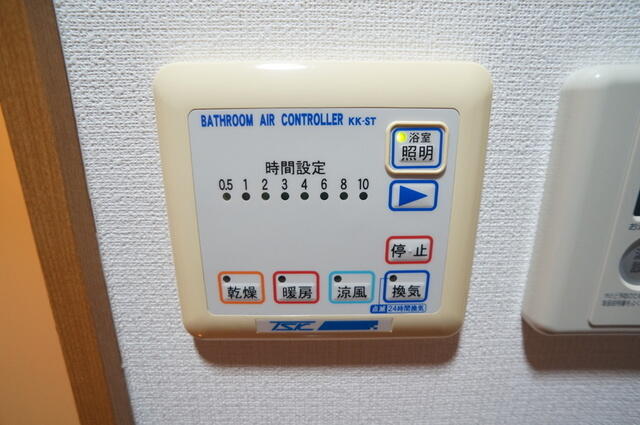 BATHROOM AIR CONTROLLER KK-ST
浴室
照明
時間設定
0.5 1 2 3 4 6 8 10
停止
乾燥 暖房 涼風 換気
点滅 24時間換気
TSK